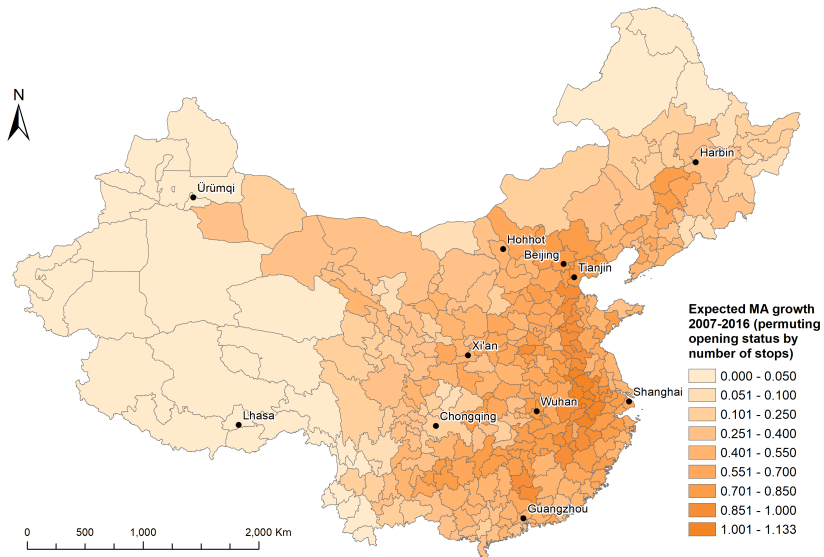 N
Harbin
Ürümqi
Hohhot
Beijing
Tianjin
Xi'an
Shanghai
Wuhan
Chongqing
Lhasa
Guangzhou
Expected MA growth
2007-2016 (permuting
opening status by
number of stops)
0.000 - 0.050
0.051 - 0.100
0.101 - 0.250
0.251 - 0.400
0.401 - 0.550
0.551 - 0.700
0.701 - 0.850
0.851 - 1.000
1.001 - 1.133
0 500 1,000 2,000 Km